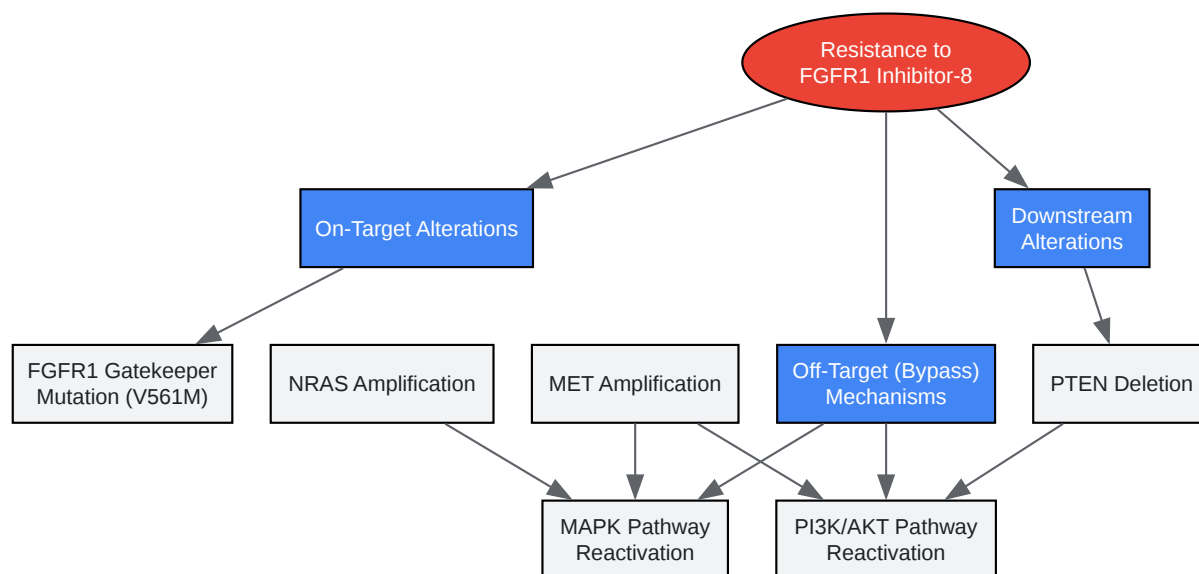 Resistance to
FGFR1 Inhibitor-8
On-Target Alterations
Downstream
Alterations
FGFR1 Gatekeeper
Mutation (V561M)
NRAS Amplification
MET Amplification
Off-Target (Bypass)
Mechanisms
PTEN Deletion
MAPK Pathway
Reactivation
PI3K/AKT Pathway
Reactivation